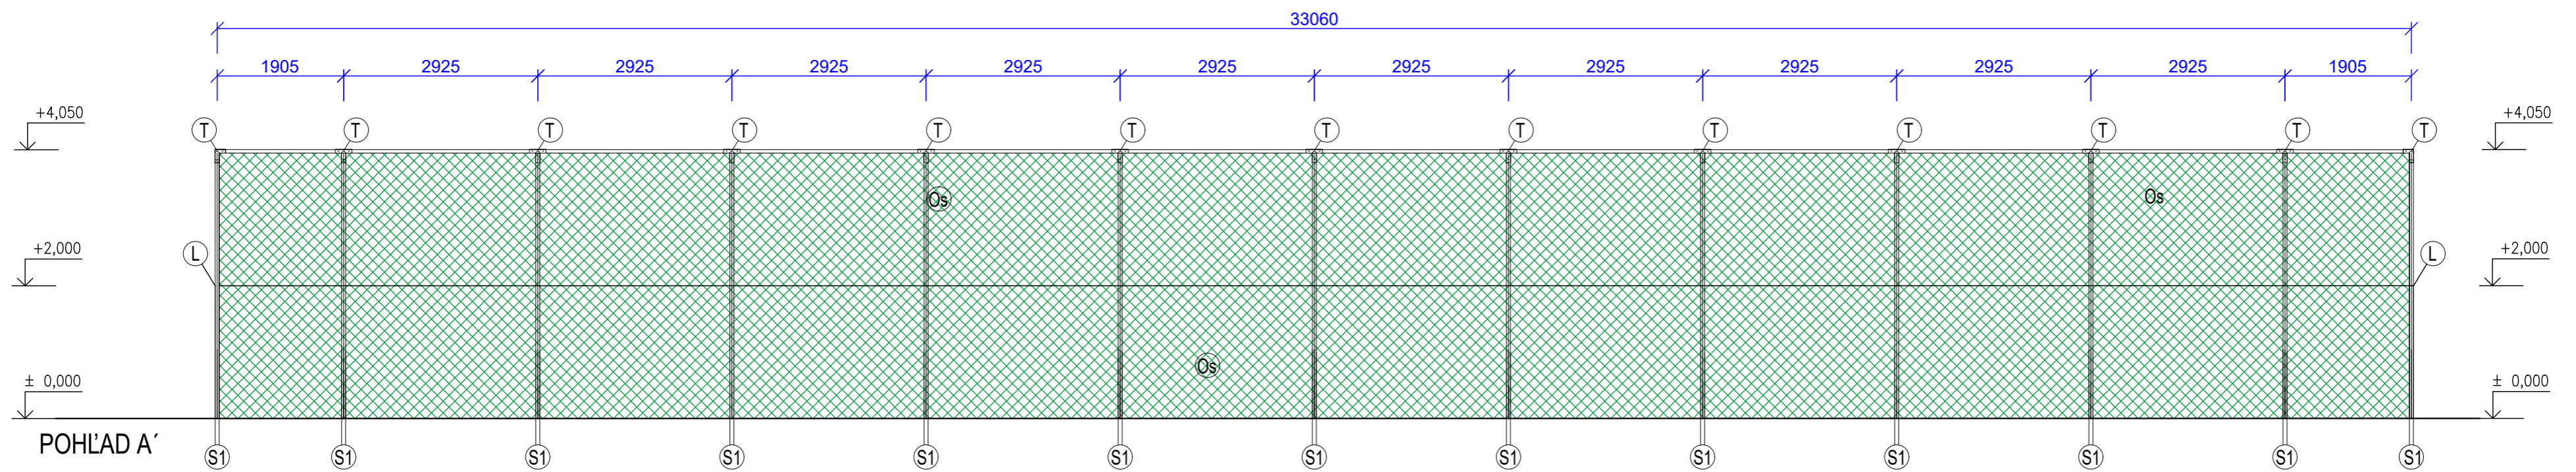 33060
1905 2925 2925 2925 2925 2925 2925 2925 2925 2925 2925 1905
+4,050 +4,050
T T T T T T T T T T T T T
Os Os
+2,000 +2,000
L L
Os
± 0,000 ± 0,000
POHĽAD A´
S1 S1 S1 S1 S1 S1 S1 S1 S1 S1 S1 S1 S1